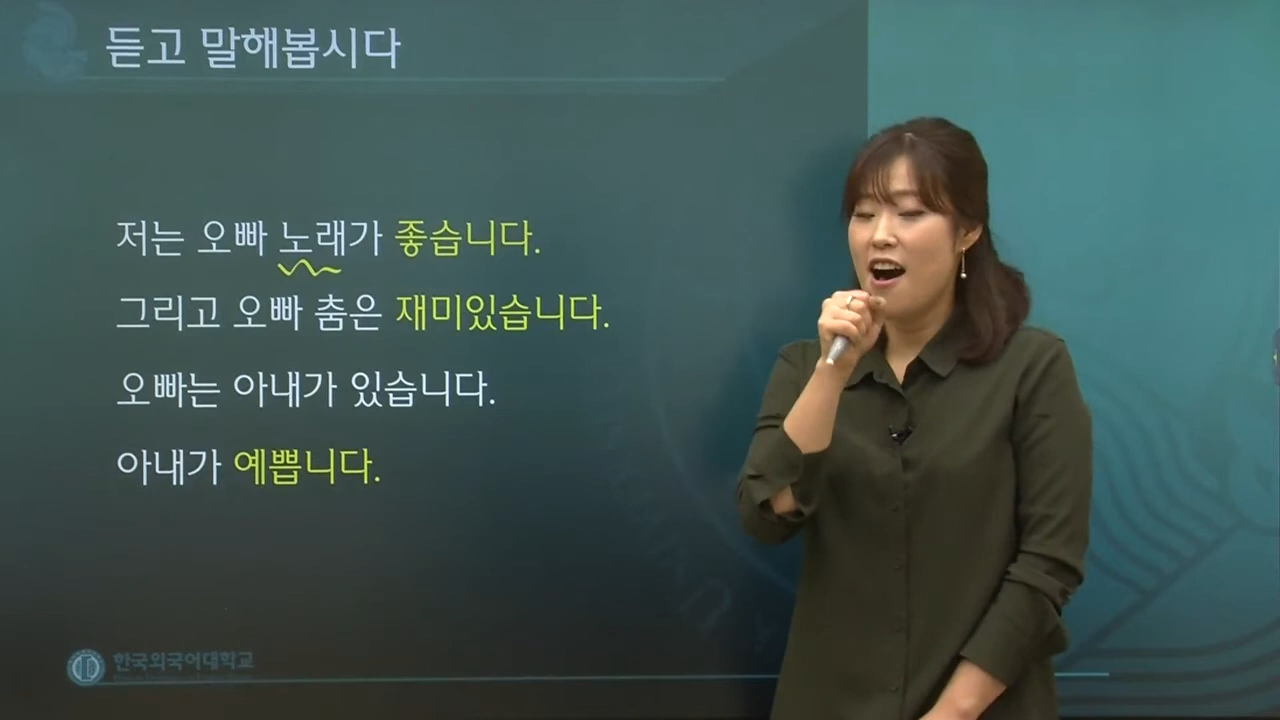 듣고 말해봅시다
저는 오빠 노래가 좋습니다.
그리고 오빠 춤은 재미있습니다.
오빠는 아내가 있습니다.
아내가 예쁩니다.
한국외국어대학교